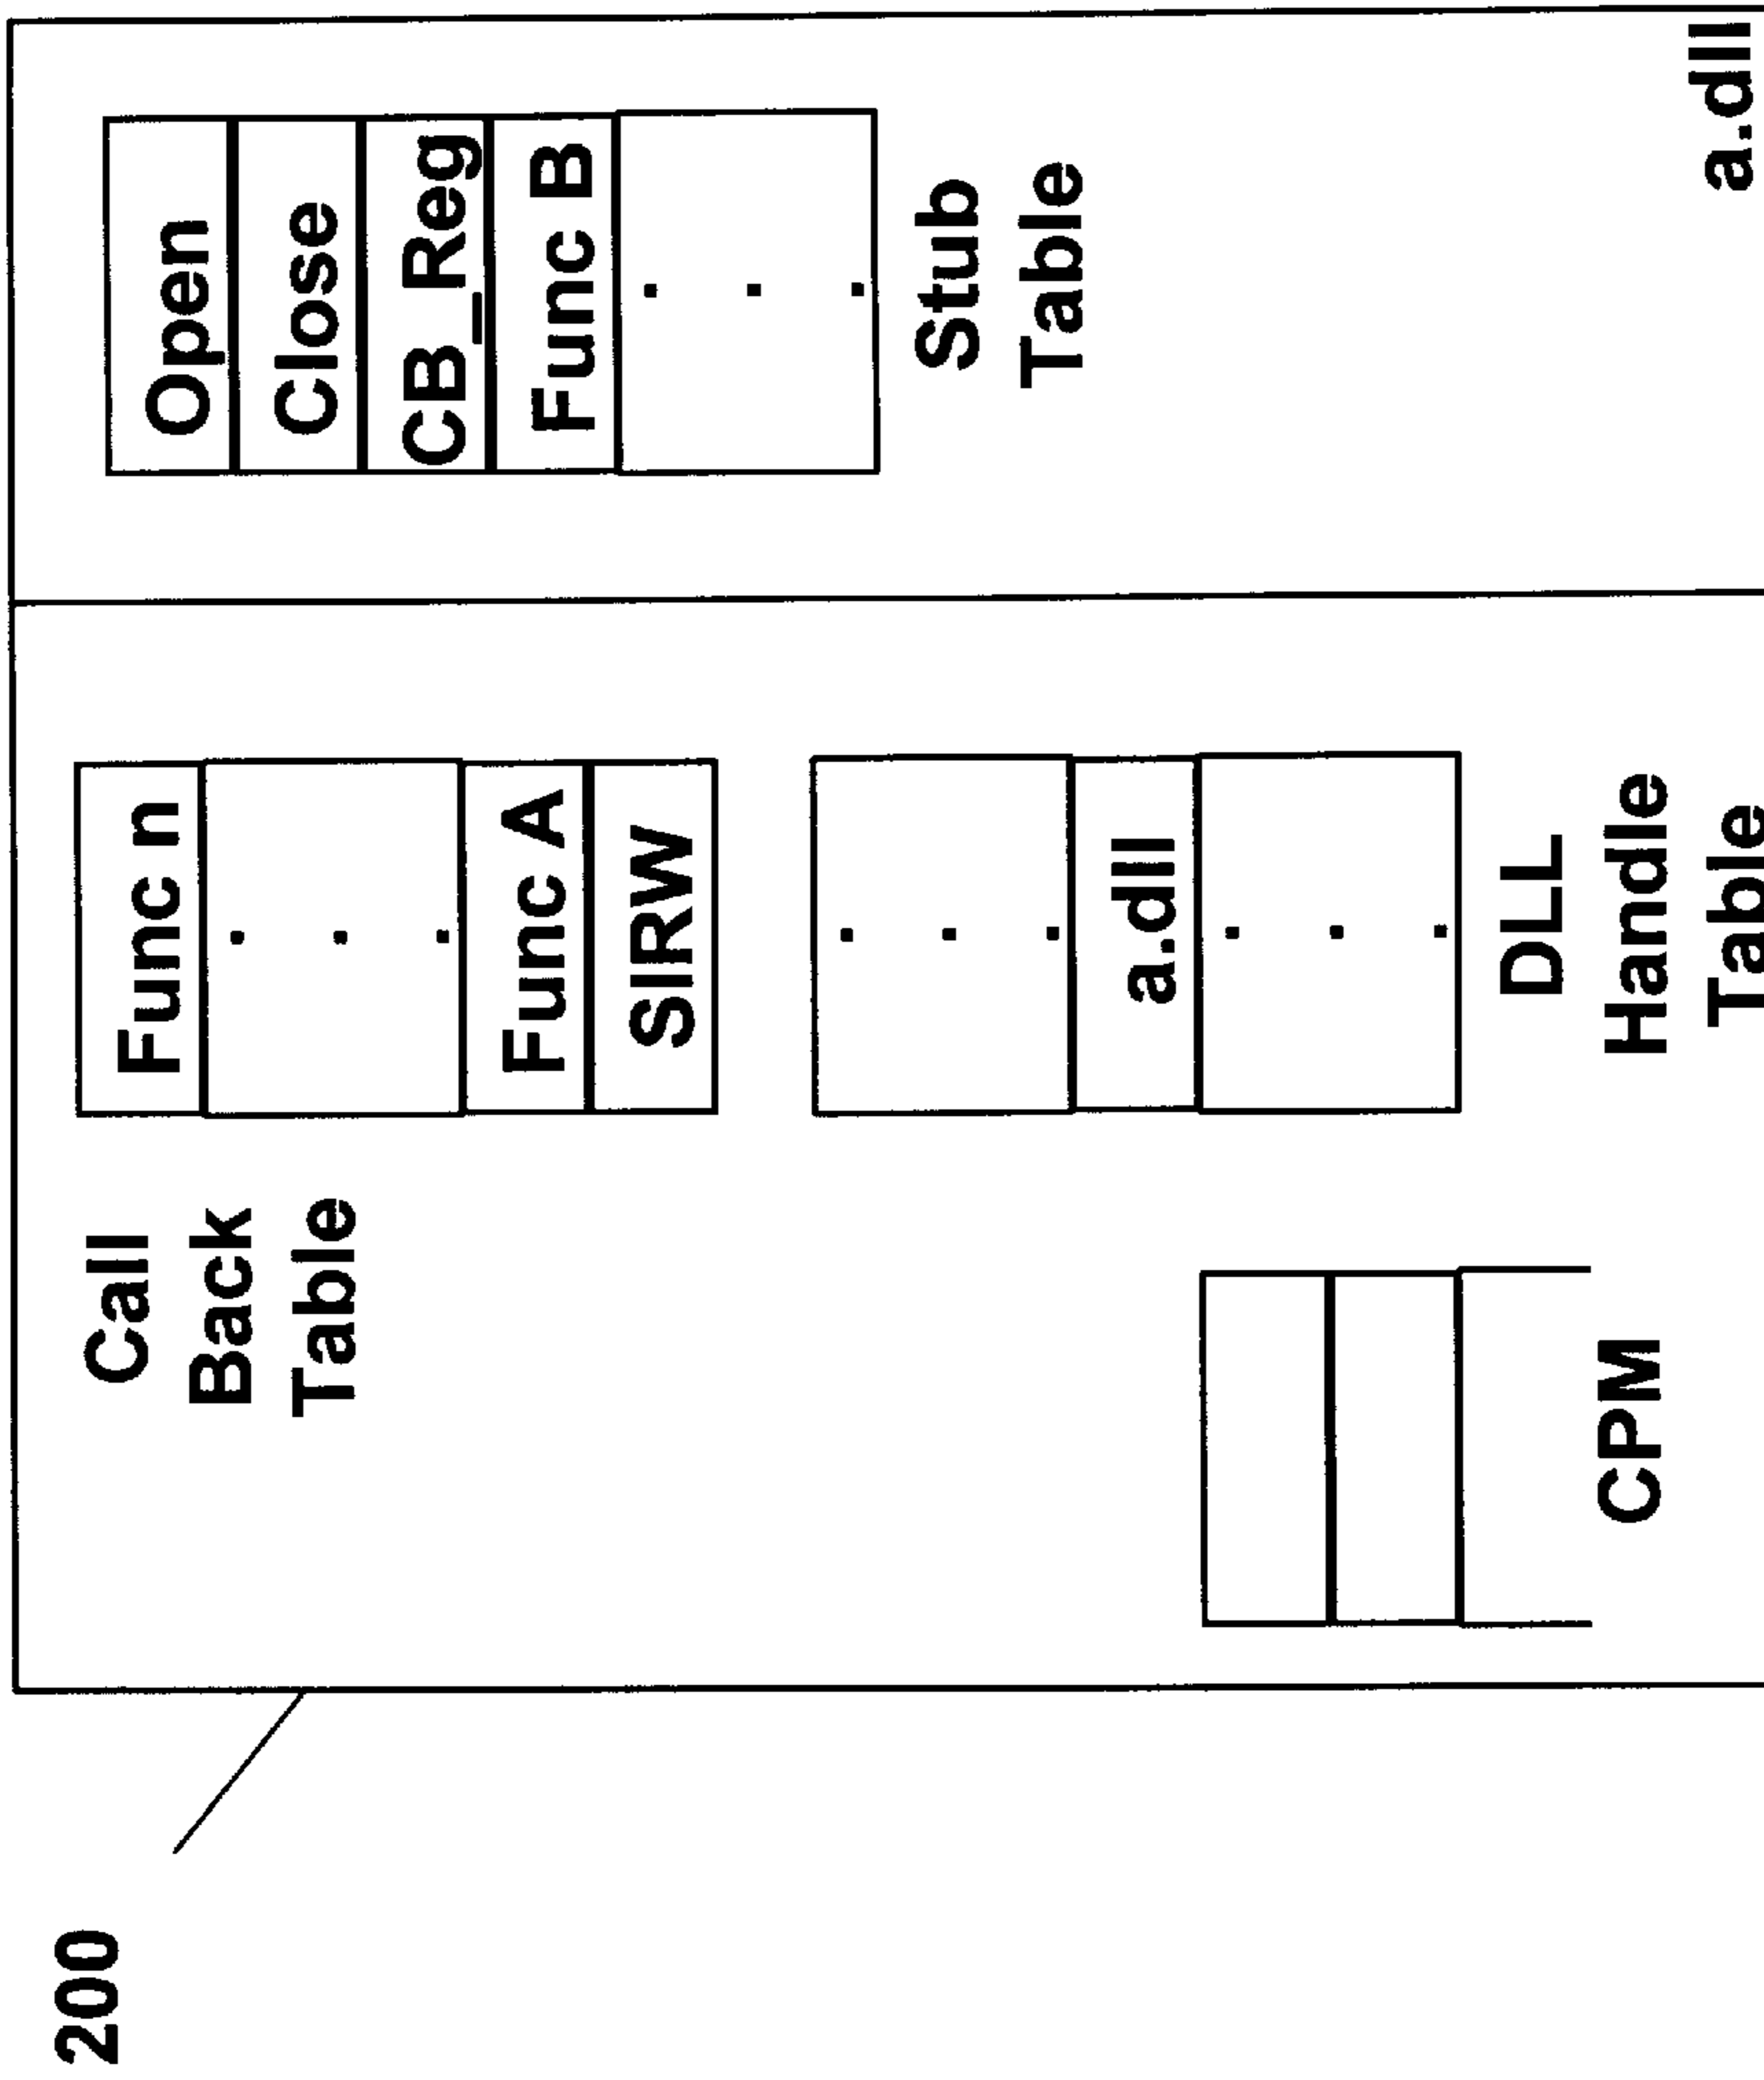 200
Call
Back
Table
Func n
.
.
.
Func A
SIRW
CPM
.
.
.
a.dll
.
.
.
DLL
Handle
Table
Open
Close
CB_Reg
Func B
.
.
.
Stub
Table
a.dll